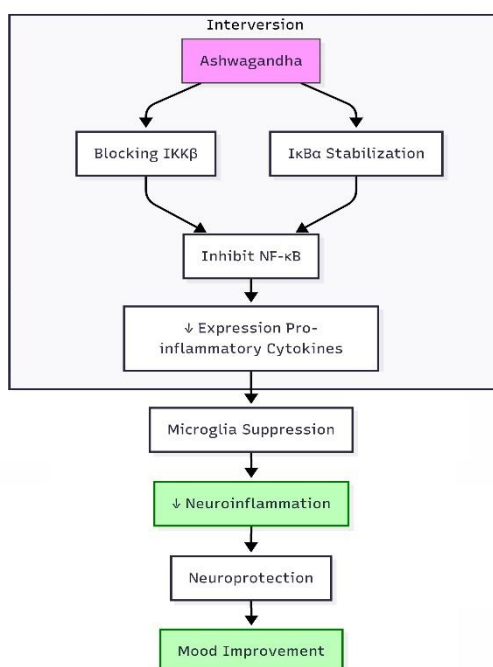 Interversion
Ashwagandha
Blocking IKKβ
IκBα Stabilization
Inhibit NF-κB
↓ Expression Pro-
inflammatory Cytokines
Microglia Suppression
↓ Neuroinflammation
Neuroprotection
Mood Improvement